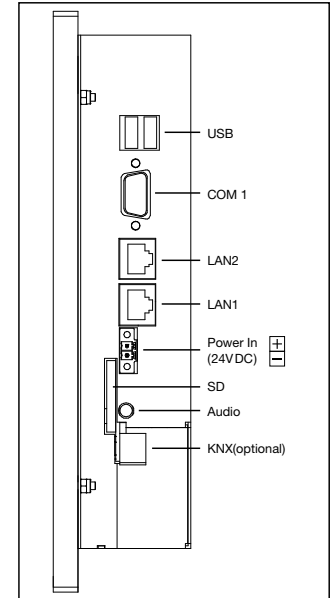 USB
COM 1
LAN2
LAN1
Power In
(24V DC)
+
−
SD
Audio
KNX(optional)